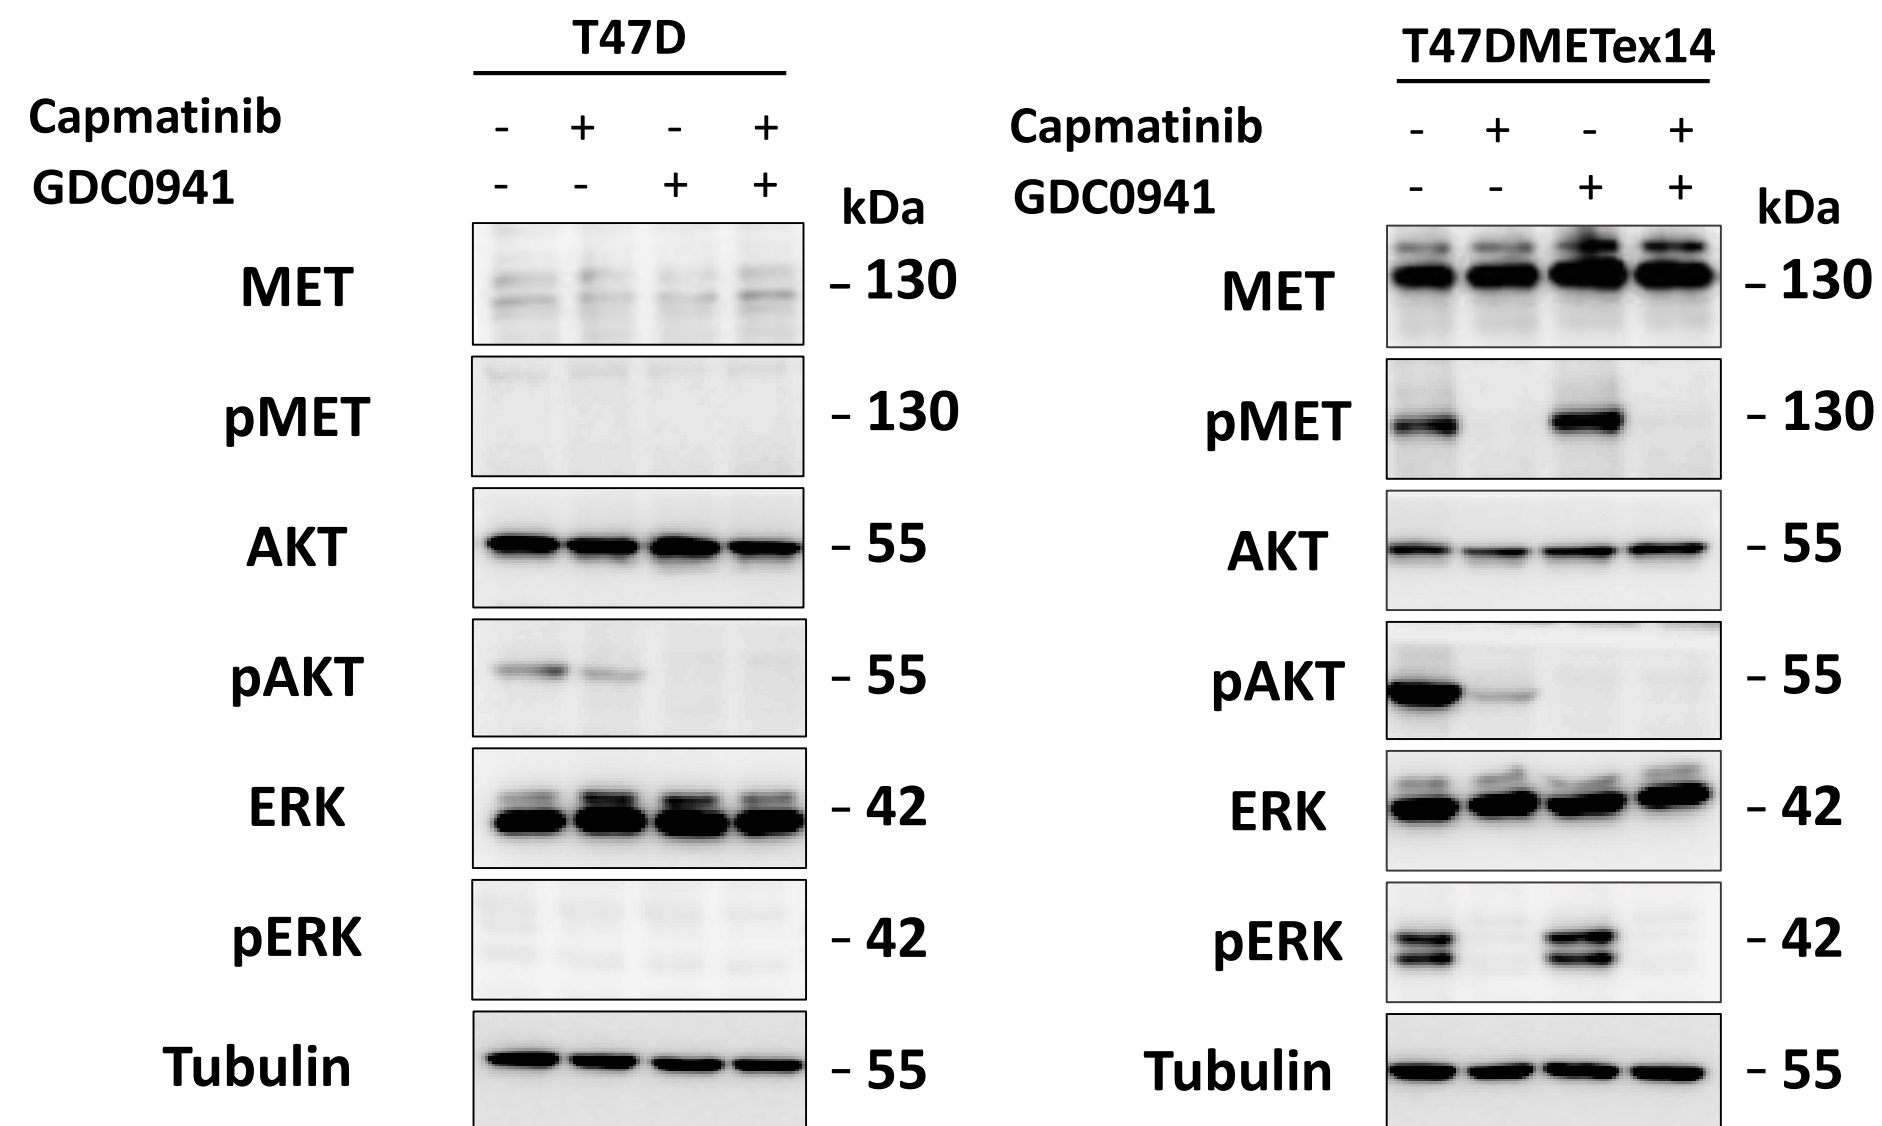 T47D
Capmatinib - + - +
GDC0941 - - + +
kDa
MET - 130
pMET - 130
AKT - 55
pAKT - 55
ERK - 42
pERK - 42
Tubulin - 55
T47DMETex14
Capmatinib - + - +
GDC0941 - - + +
kDa
MET - 130
pMET - 130
AKT - 55
pAKT - 55
ERK - 42
pERK - 42
Tubulin - 55